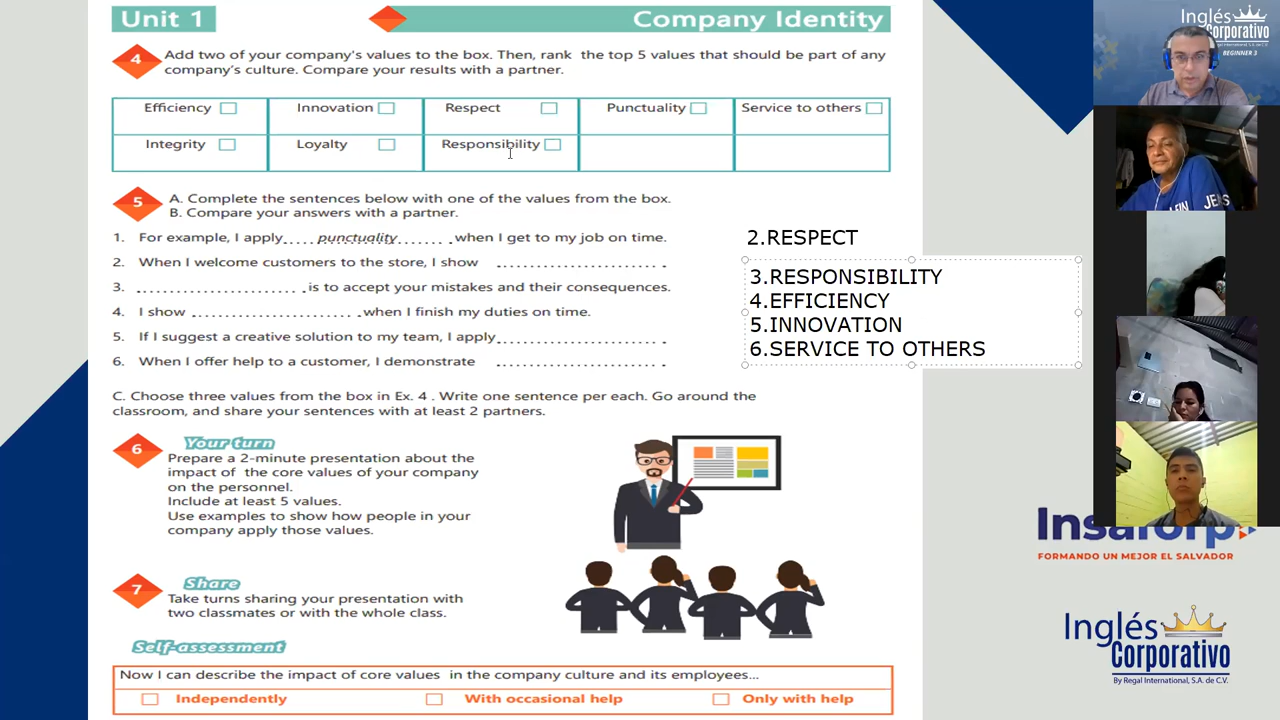 Unit 1
Company Identity
4
Add two of your company's values to the box. Then, rank the top 5 values that should be part of any
company's culture. Compare your results with a partner.
Efficiency Innovation Respect Punctuality Service to others
Integrity Loyalty Responsibility
5
A. Complete the sentences below with one of the values from the box.
B. Compare your answers with a partner.
1. For example, I apply.....punctuality.........when I get to my job on time.
2. When I welcome customers to the store, I show ..........................
3. ..........................is to accept your mistakes and their consequences.
4. I show ..........................when I finish my duties on time.
5. If I suggest a creative solution to my team, I apply..........................
6. When I offer help to a customer, I demonstrate ..........................
2.RESPECT
3.RESPONSIBILITY
4.EFFICIENCY
5.INNOVATION
6.SERVICE TO OTHERS
C. Choose three values from the box in Ex. 4 . Write one sentence per each. Go around the
classroom, and share your sentences with at least 2 partners.
6
Your turn
Prepare a 2-minute presentation about the
impact of the core values of your company
on the personnel.
Include at least 5 values.
Use examples to show how people in your
company apply those values.
7
Share
Take turns sharing your presentation with
two classmates or with the whole class.
Self-assessment
Now I can describe the impact of core values in the company culture and its employees...
Independently With occasional help Only with help
Inglés
Corporativo
BEGINNER 3
JEANS
Insaforp
FORMANDO UN MEJOR EL SALVADOR
Inglés
Corporativo
By Regal International, S.A. de C.V.